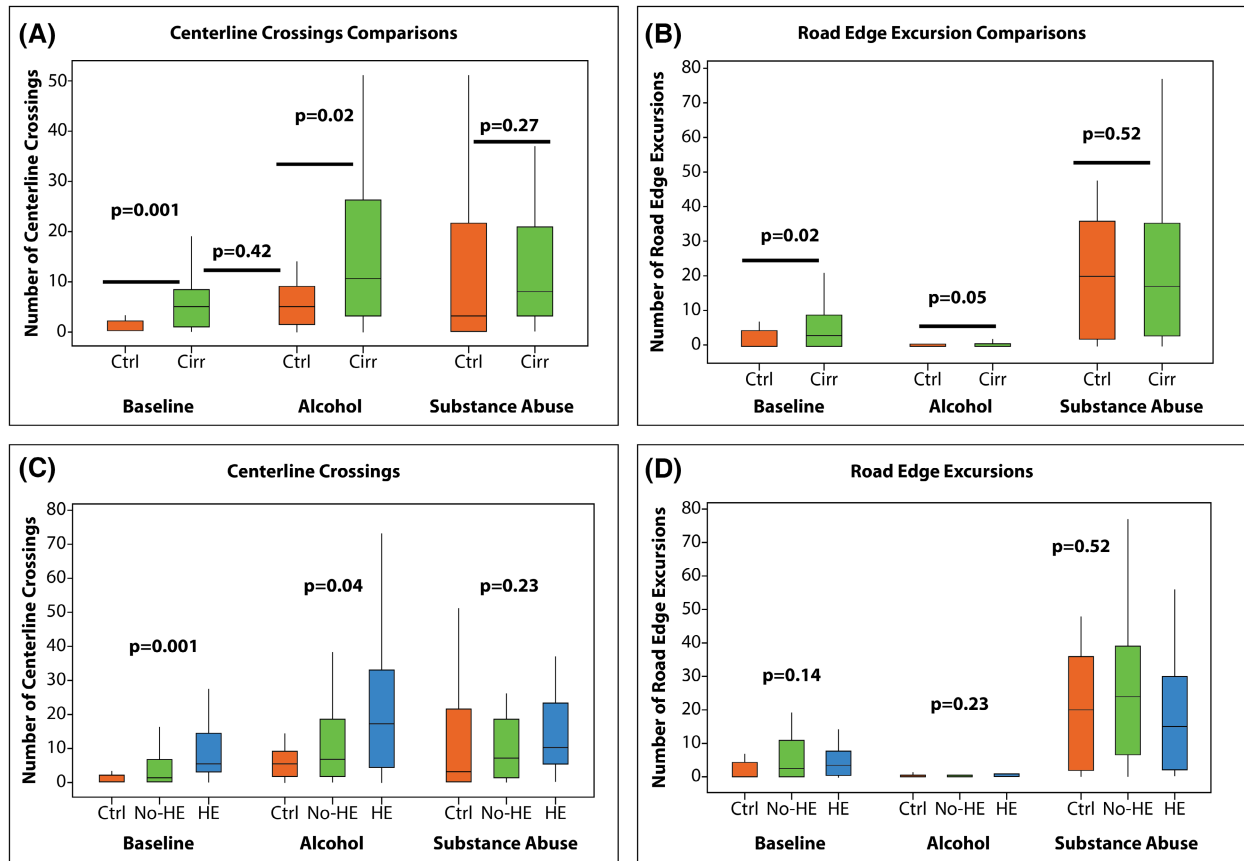 (A)
Centerline Crossings Comparisons
Number of Centerline Crossings
50
40
30
20
10
0
p=0.001
p=0.42
p=0.02
p=0.27
Ctrl Cirr Ctrl Cirr Ctrl Cirr
Baseline Alcohol Substance Abuse
(B)
Road Edge Excursion Comparisons
Number of Road Edge Excursions
80
70
60
50
40
30
20
10
0
p=0.02
p=0.05
p=0.52
Ctrl Cirr Ctrl Cirr Ctrl Cirr
Baseline Alcohol Substance Abuse
(C)
Centerline Crossings
Number of Centerline Crossings
80
70
60
50
40
30
20
10
0
p=0.001
p=0.04
p=0.23
Ctrl No-HE HE Ctrl No-HE HE Ctrl No-HE HE
Baseline Alcohol Substance Abuse
(D)
Road Edge Excursions
Number of Road Edge Excursions
80
70
60
50
40
30
20
10
0
p=0.14
p=0.23
p=0.52
Ctrl No-HE HE Ctrl No-HE HE Ctrl No-HE HE
Baseline Alcohol Substance Abuse